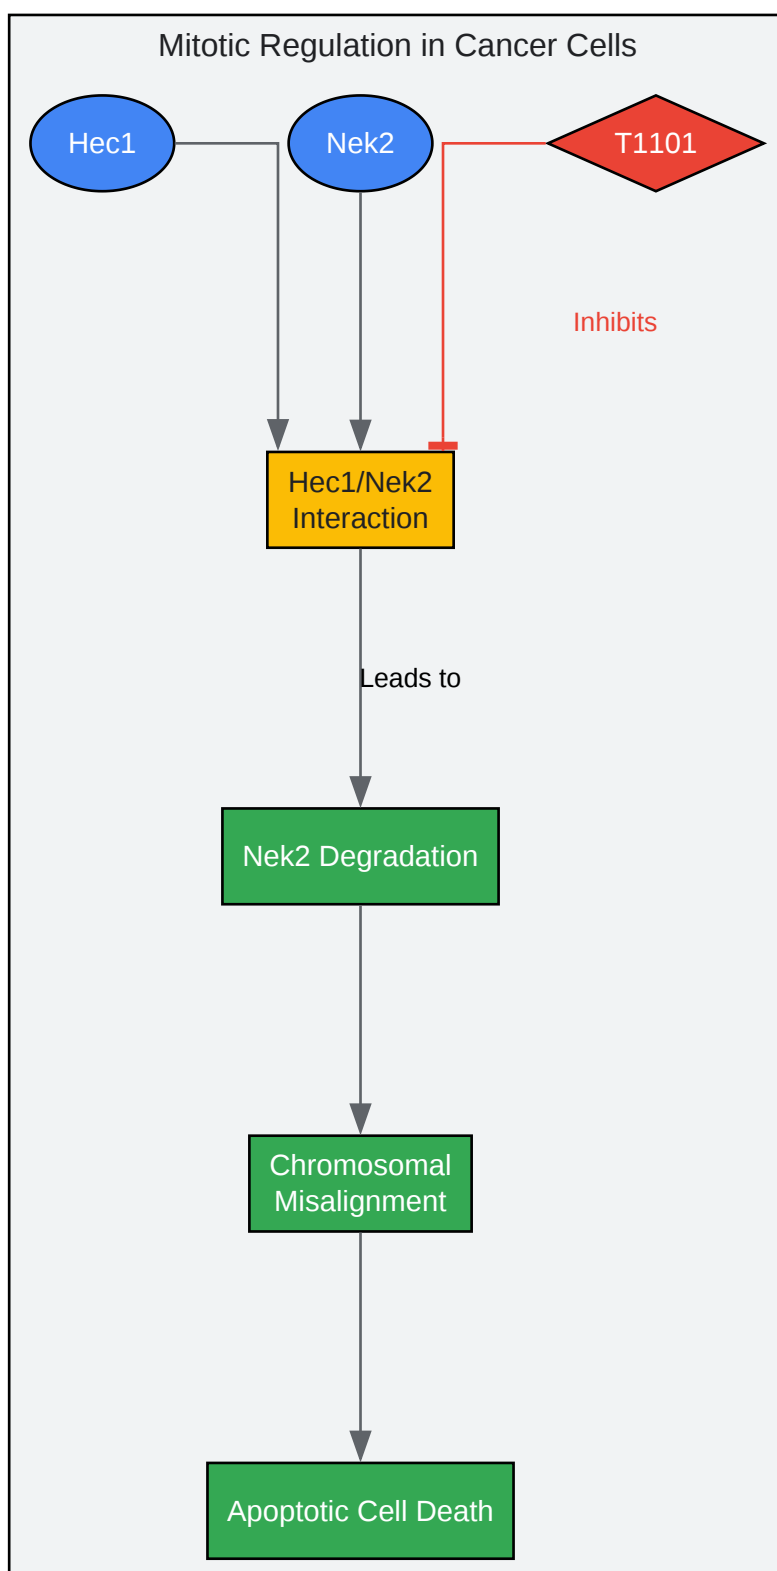 Mitotic Regulation in Cancer Cells
Hec1
Nek2
T1101
Inhibits
Hec1/Nek2
Interaction
Leads to
Nek2 Degradation
Chromosomal
Misalignment
Apoptotic Cell Death